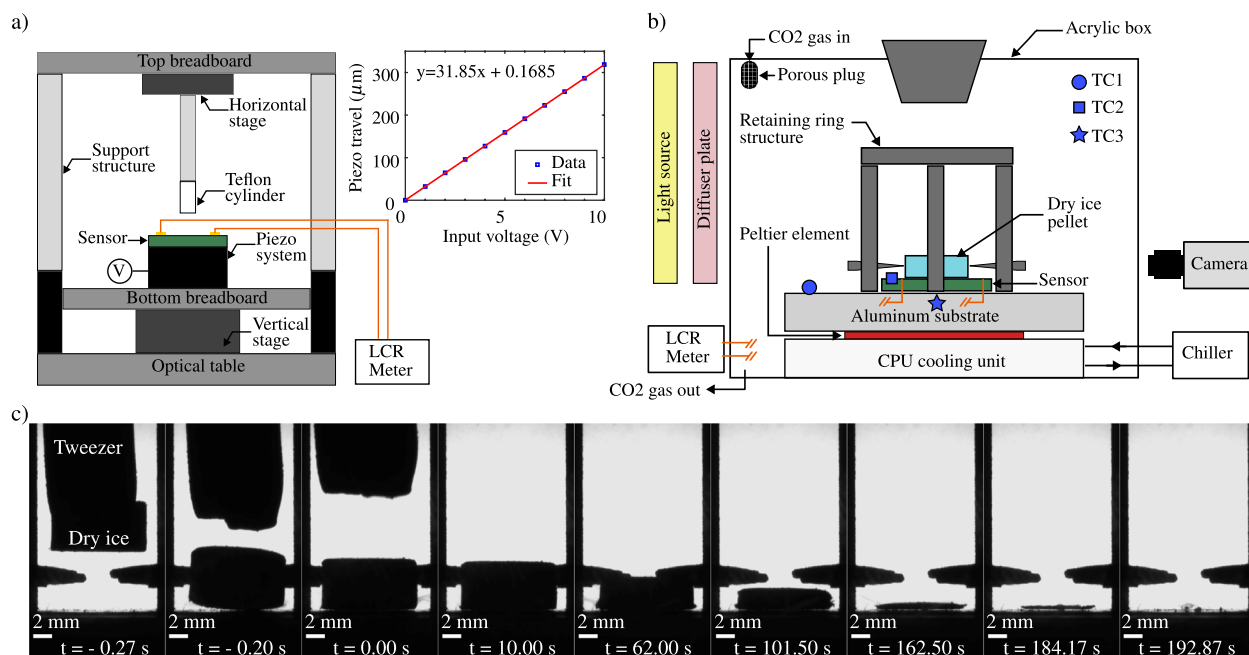 a)
Top breadboard
Horizontal
stage
Support
structure
Teflon
cylinder
Sensor
Piezo
system
V
Bottom breadboard
Vertical
stage
Optical table
LCR
Meter
Piezo travel (μm)
300
200
100
0
y=31.85x + 0.1685
Data
Fit
0
5
10
Input voltage (V)
b)
CO2 gas in
Acrylic box
Porous plug
TC1
TC2
TC3
Retaining ring
structure
Light source
Diffuser plate
Dry ice
pellet
Peltier element
Sensor
Camera
Aluminum substrate
LCR
Meter
CPU cooling unit
Chiller
CO2 gas out
c)
Tweezer
Dry ice
2 mm
t = - 0.27 s
2 mm
t = - 0.20 s
2 mm
t = 0.00 s
2 mm
t = 10.00 s
2 mm
t = 62.00 s
2 mm
t = 101.50 s
2 mm
t = 162.50 s
2 mm
t = 184.17 s
2 mm
t = 192.87 s